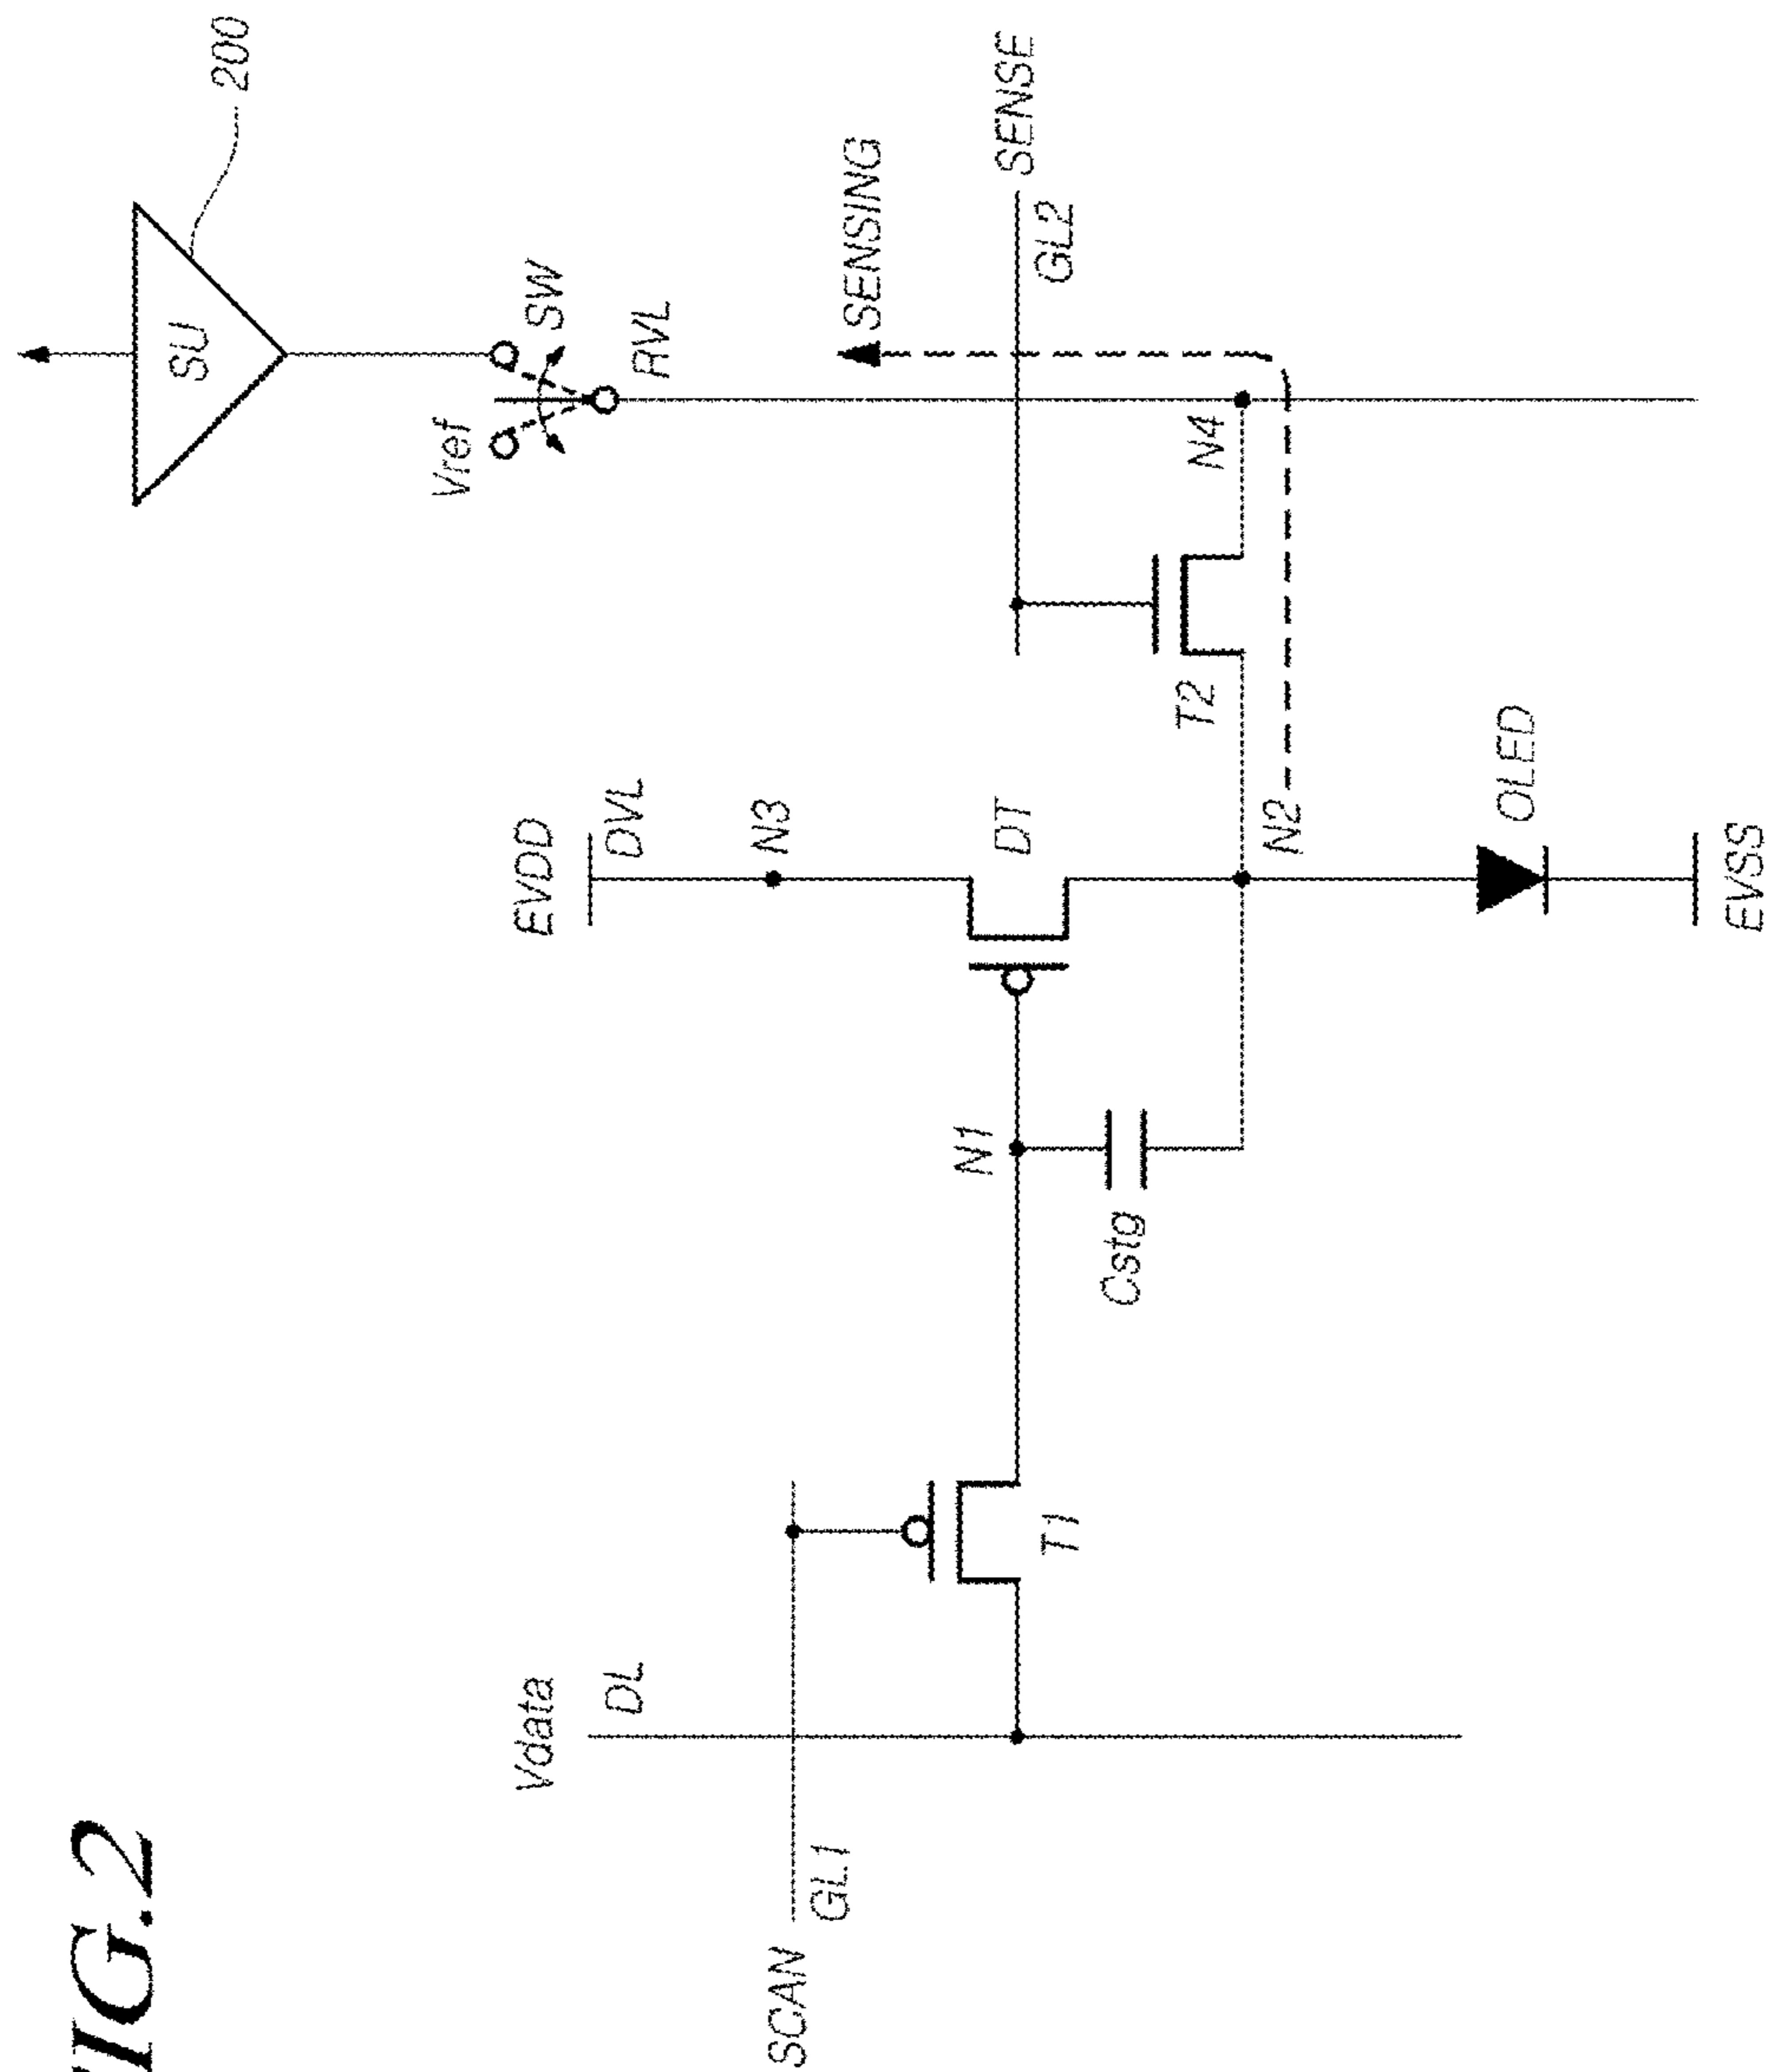 FIG.2
200
SU
Vref
SW
RVL
SENSING
SENSE
GL2
EVDD
DVL
N3
DT
N4
T2
N2
OLED
EVSS
Vdata
DL
SCAN
GL1
T1
N1
Cstg